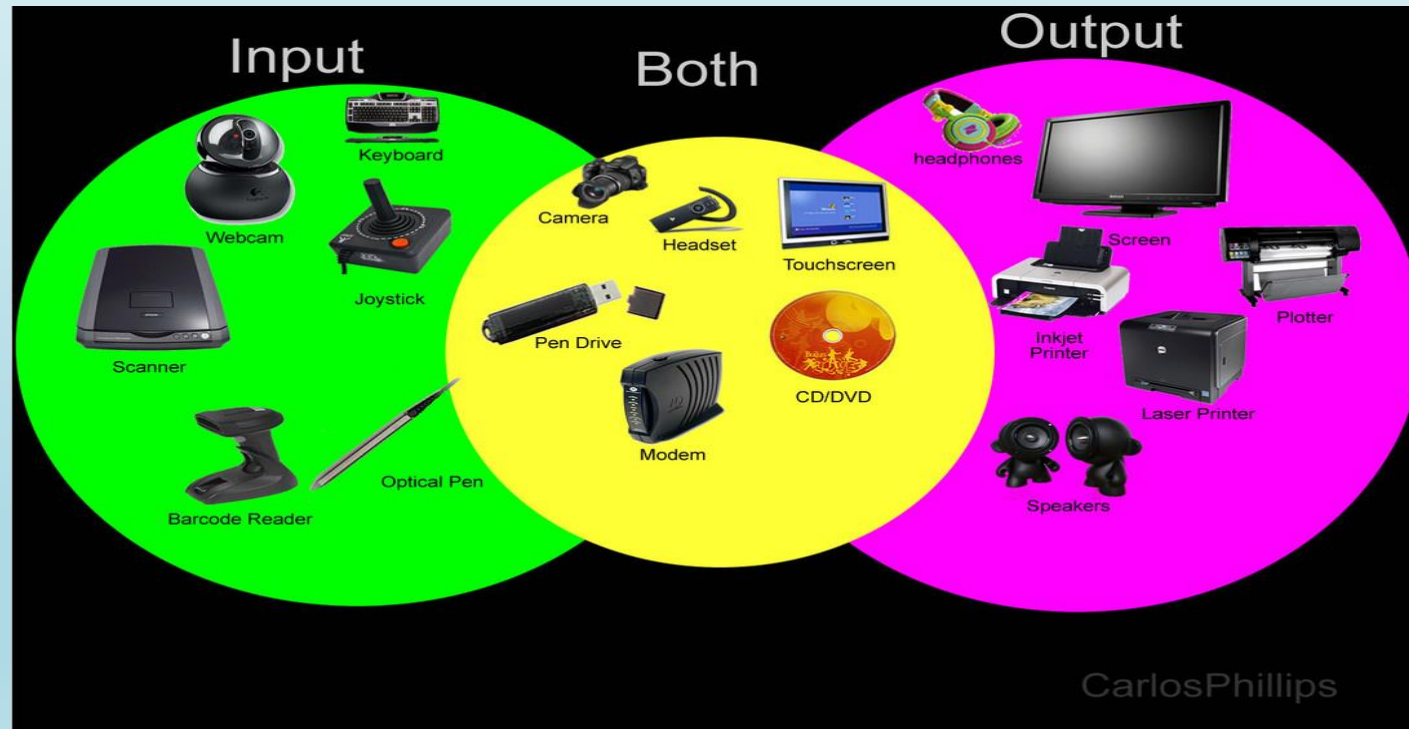 Input
Both
Output
Keyboard
Webcam
Joystick
Scanner
Barcode Reader
Optical Pen
Camera
Headset
Touchscreen
Pen Drive
CD/DVD
Modem
headphones
Screen
Plotter
Inkjet
Printer
Laser Printer
Speakers
CarlosPhillips